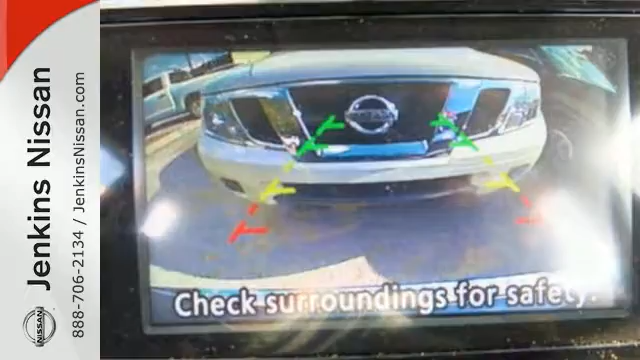 Jenkins Nissan
888-706-2134 / JenkinsNissan.com
NISSAN
NISSAN
Check surroundings for safety.